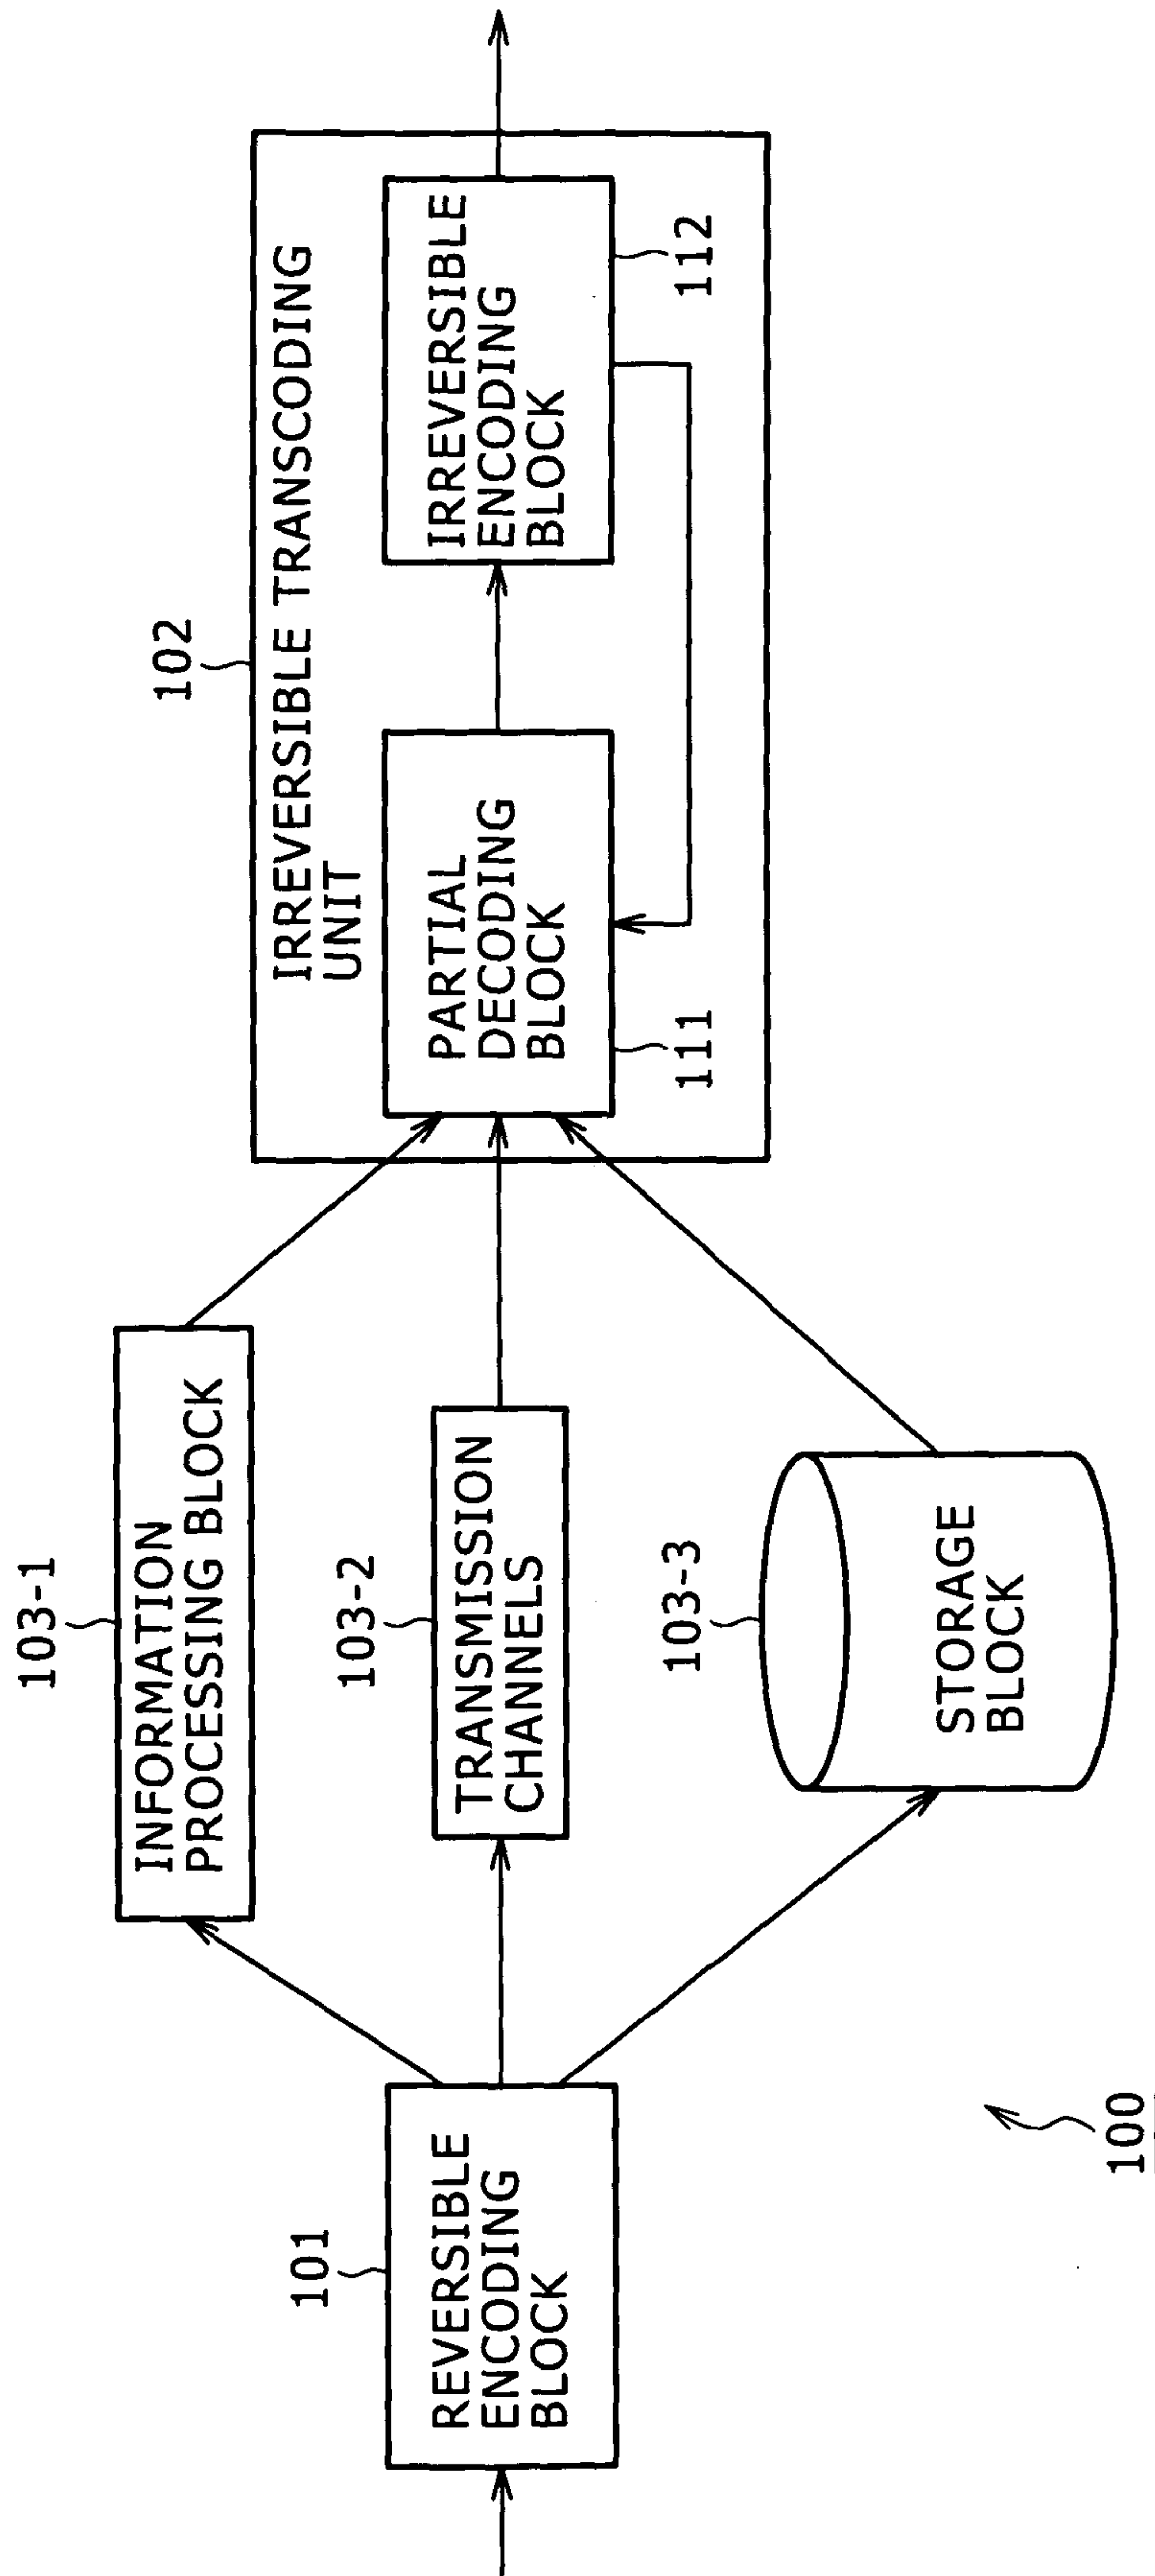 103-1
INFORMATION
PROCESSING BLOCK
102
IRREVERSIBLE TRANSCODING
UNIT
101
REVERSIBLE
ENCODING
BLOCK
103-2
TRANSMISSION
CHANNELS
PARTIAL
DECODING
BLOCK
111
IRREVERSIBLE
ENCODING
BLOCK
112
103-3
STORAGE
BLOCK
100